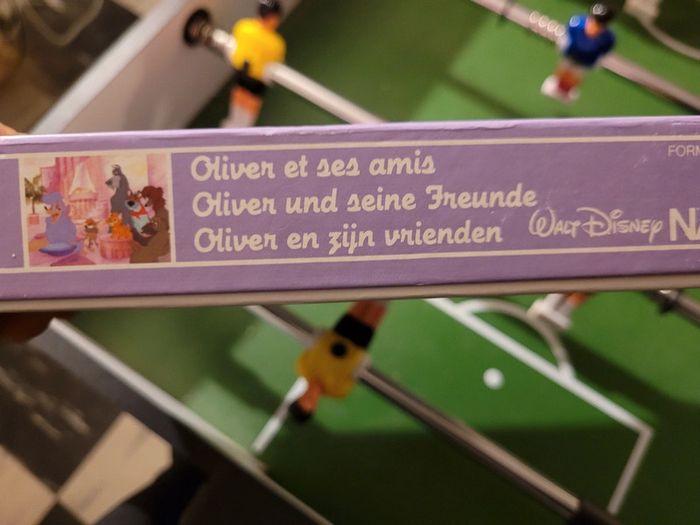 Oliver et ses amis
Oliver und seine Freunde
Oliver en zijn vrienden
WALT DISNEY